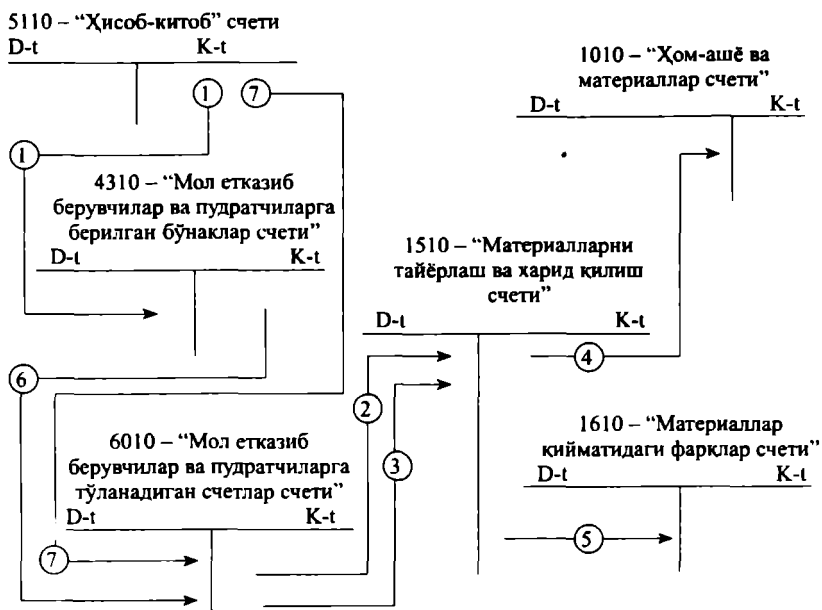 5110 – “Ҳисоб-китоб” счети
D-t K-t
1 7
1
4310 – “Мол етказиб
берувчилар ва пудратчиларга
берилган бўнаклар счети”
D-t K-t
6
6010 – “Мол етказиб
берувчилар ва пудратчиларга
тўланадиган счетлар счети”
D-t K-t
7
2
3
1510 – “Материалларни
тайёрлаш ва харид қилиш
счети”
D-t K-t
4
5
1010 – “Ҳом-ашё ва
материаллар счети”
D-t K-t
1610 – “Материаллар
қийматидаги фарқлар счети”
D-t K-t